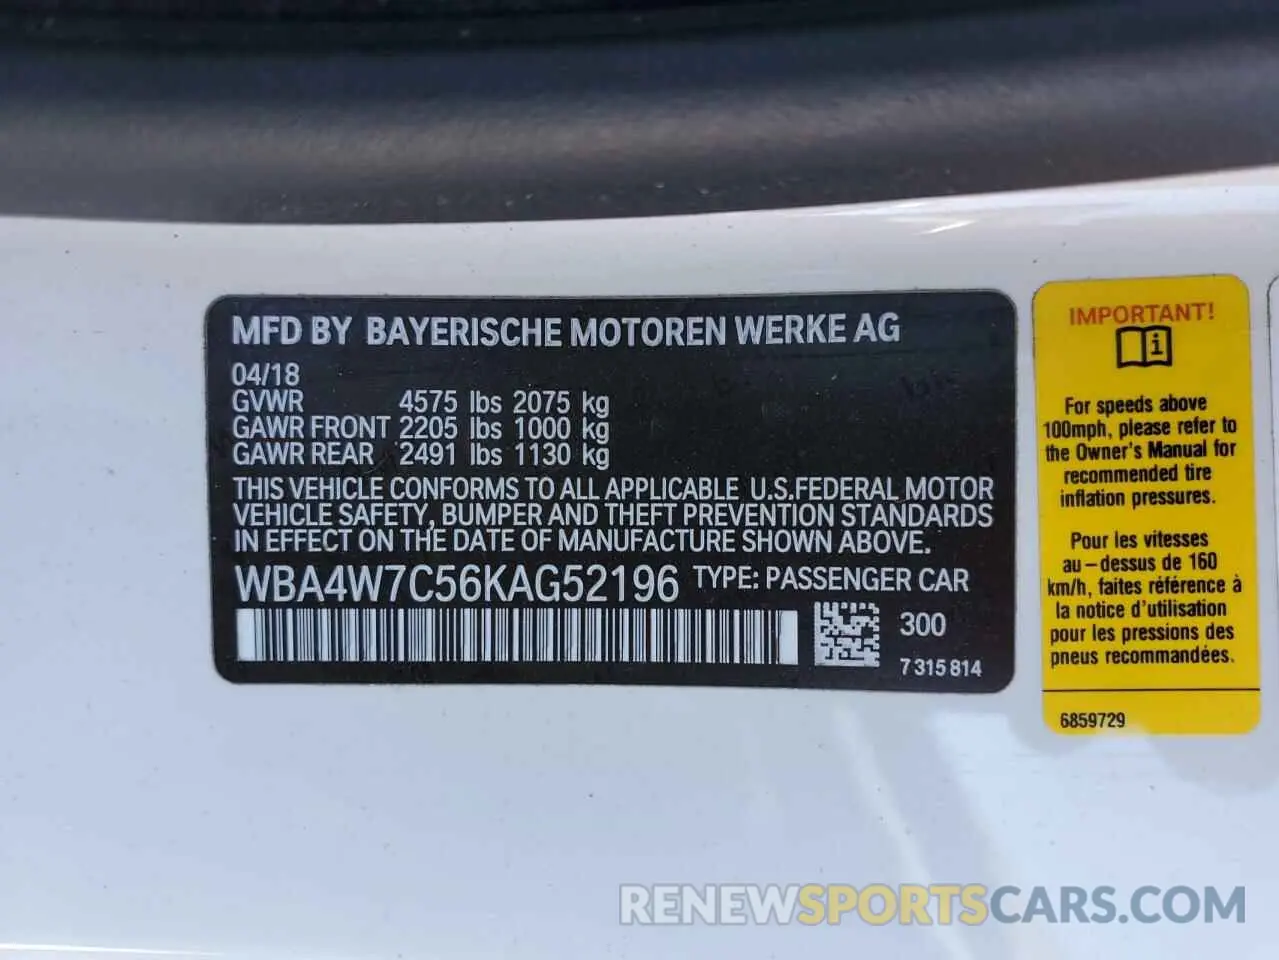 MFD BY BAYERISCHE MOTOREN WERKE AG
04/18
GVWR 4575 lbs 2075 kg
GAWR FRONT 2205 lbs 1000 kg
GAWR REAR 2491 lbs 1130 kg
THIS VEHICLE CONFORMS TO ALL APPLICABLE U.S.FEDERAL MOTOR
VEHICLE SAFETY, BUMPER AND THEFT PREVENTION STANDARDS
IN EFFECT ON THE DATE OF MANUFACTURE SHOWN ABOVE.
WBA4W7C56KAG52196 TYPE: PASSENGER CAR
300
7 315 814
IMPORTANT!
For speeds above
100mph, please refer to
the Owner's Manual for
recommended tire
inflation pressures.
Pour les vitesses
au-dessus de 160
km/h, faites référence à
la notice d'utilisation
pour les pressions des
pneus recommandées.
6859729
RENEWSPORTSCARS.COM